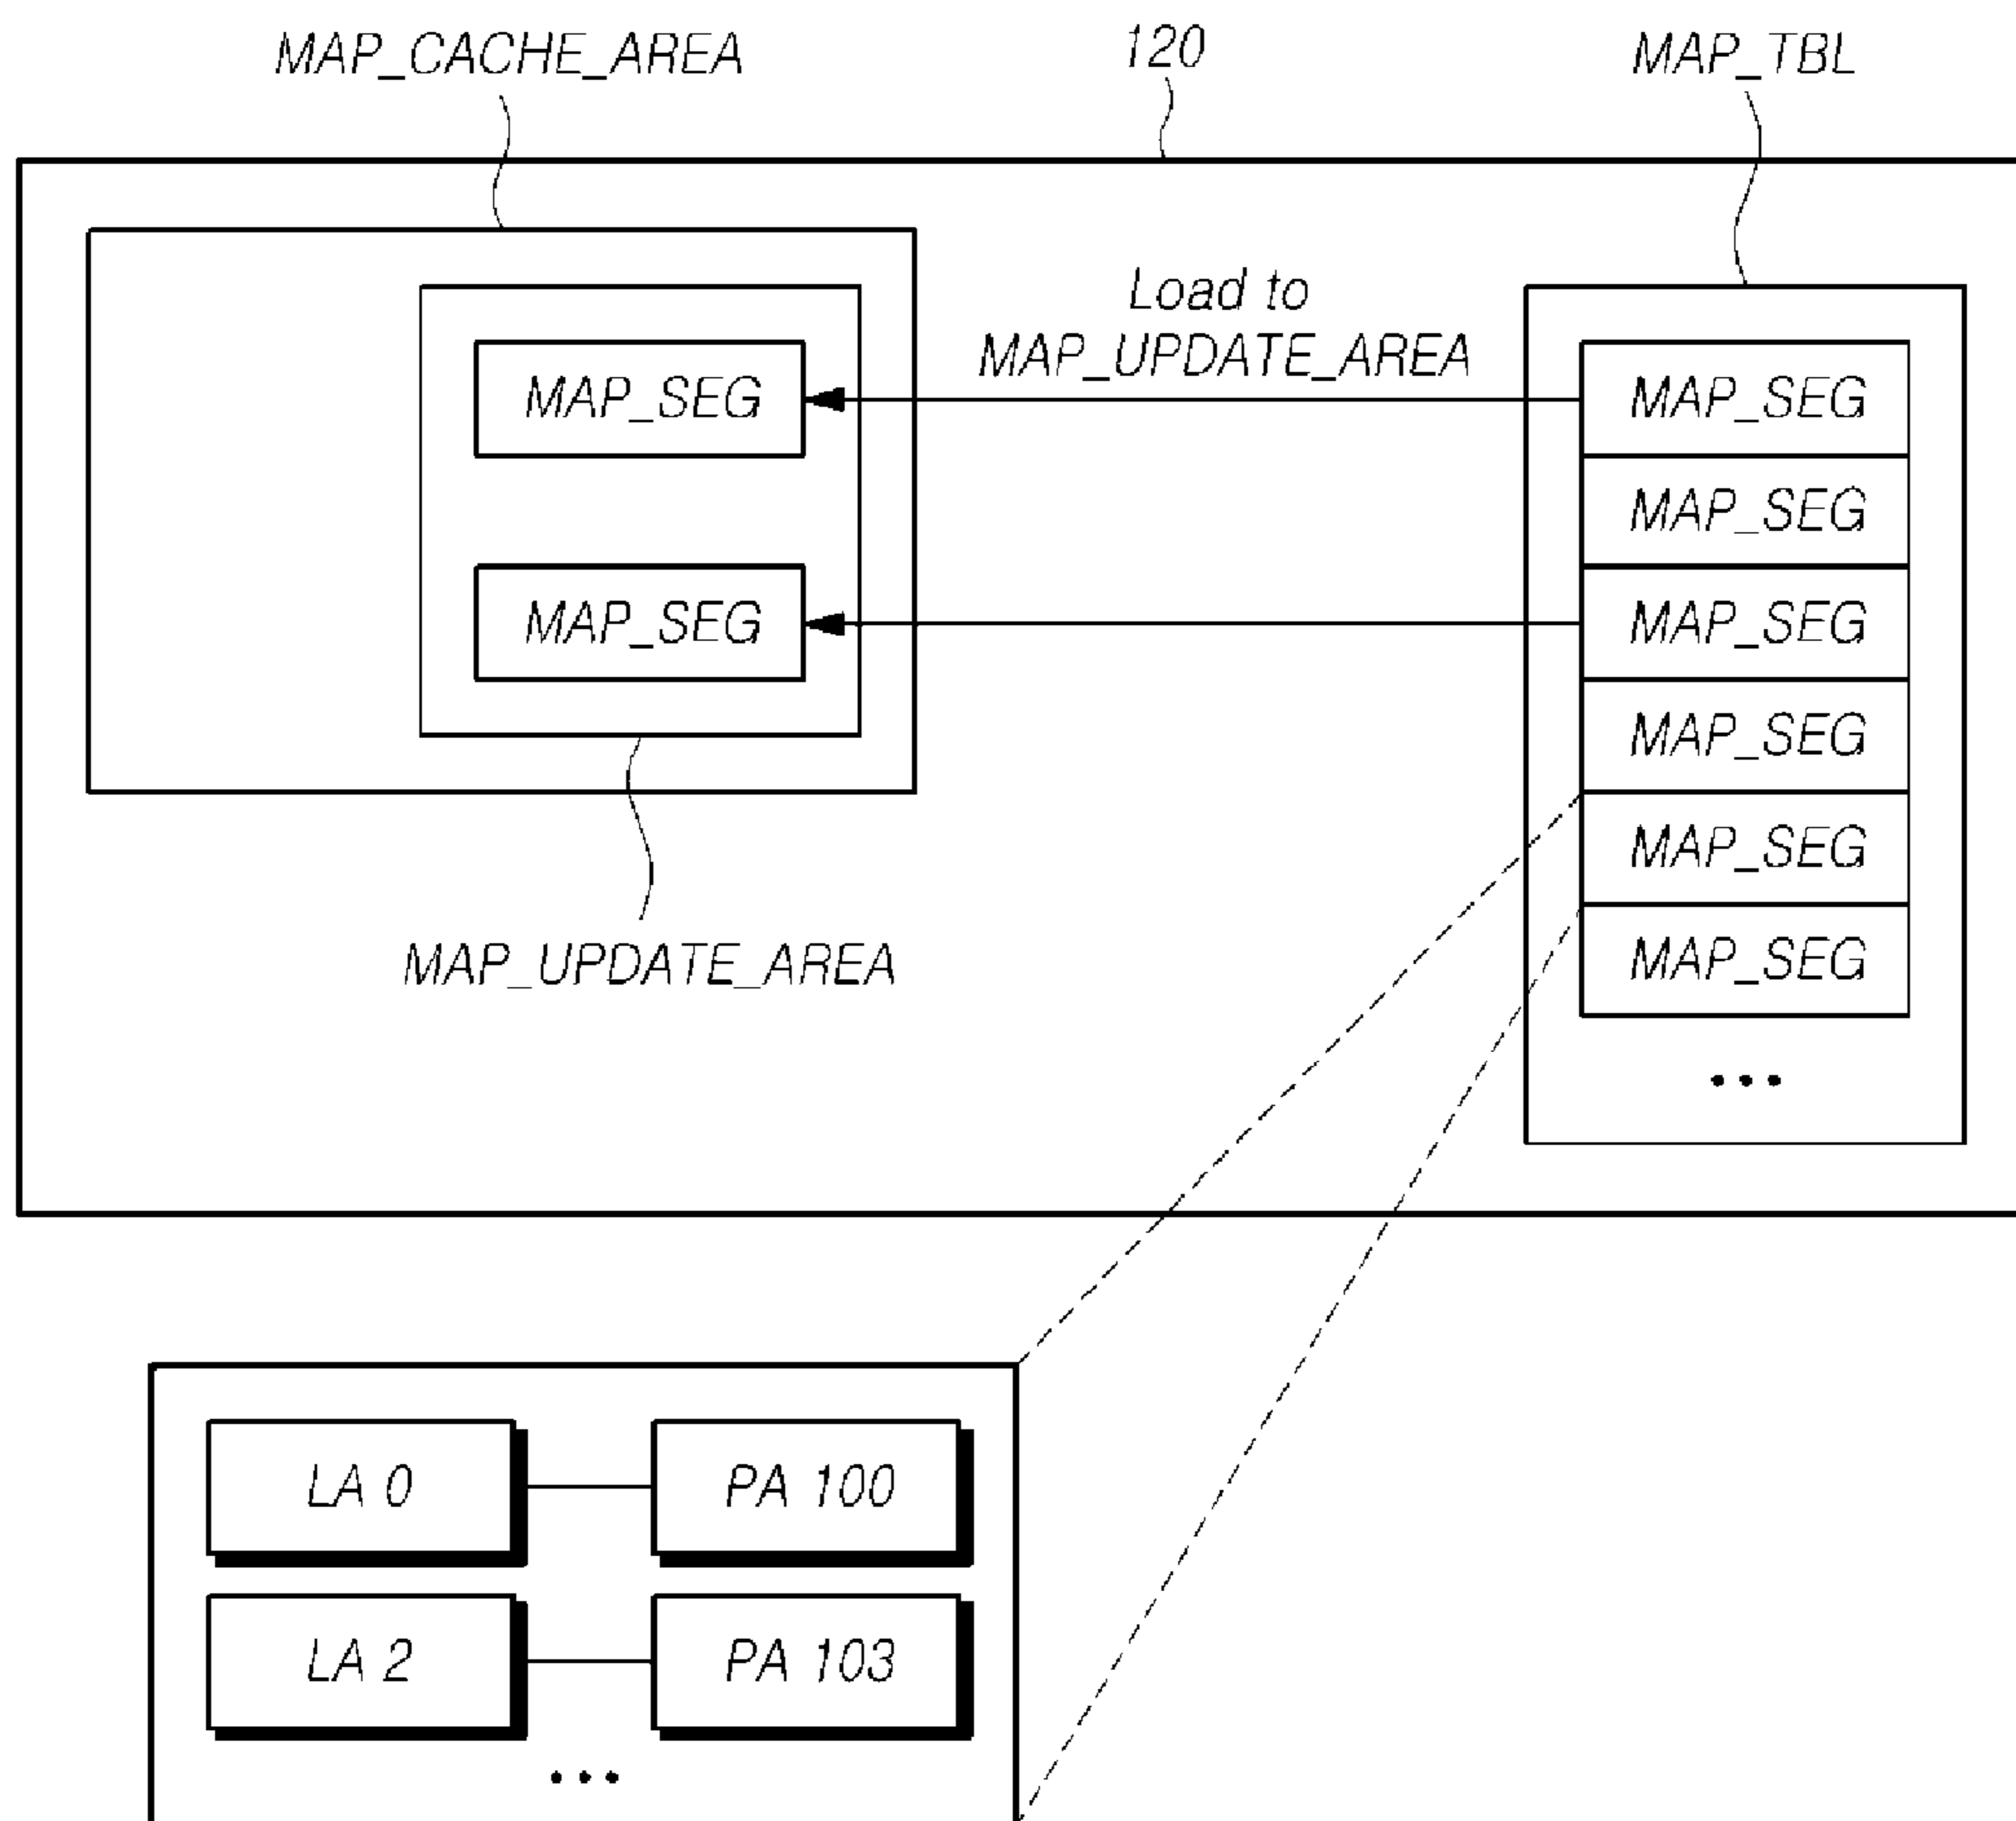 MAP_CACHE_AREA
120
MAP_TBL
Load to
MAP_UPDATE_AREA
MAP_SEG
MAP_SEG
MAP_SEG
MAP_SEG
MAP_SEG
MAP_SEG
MAP_SEG
MAP_SEG
MAP_UPDATE_AREA
...
LA 0
PA 100
LA 2
PA 103
...